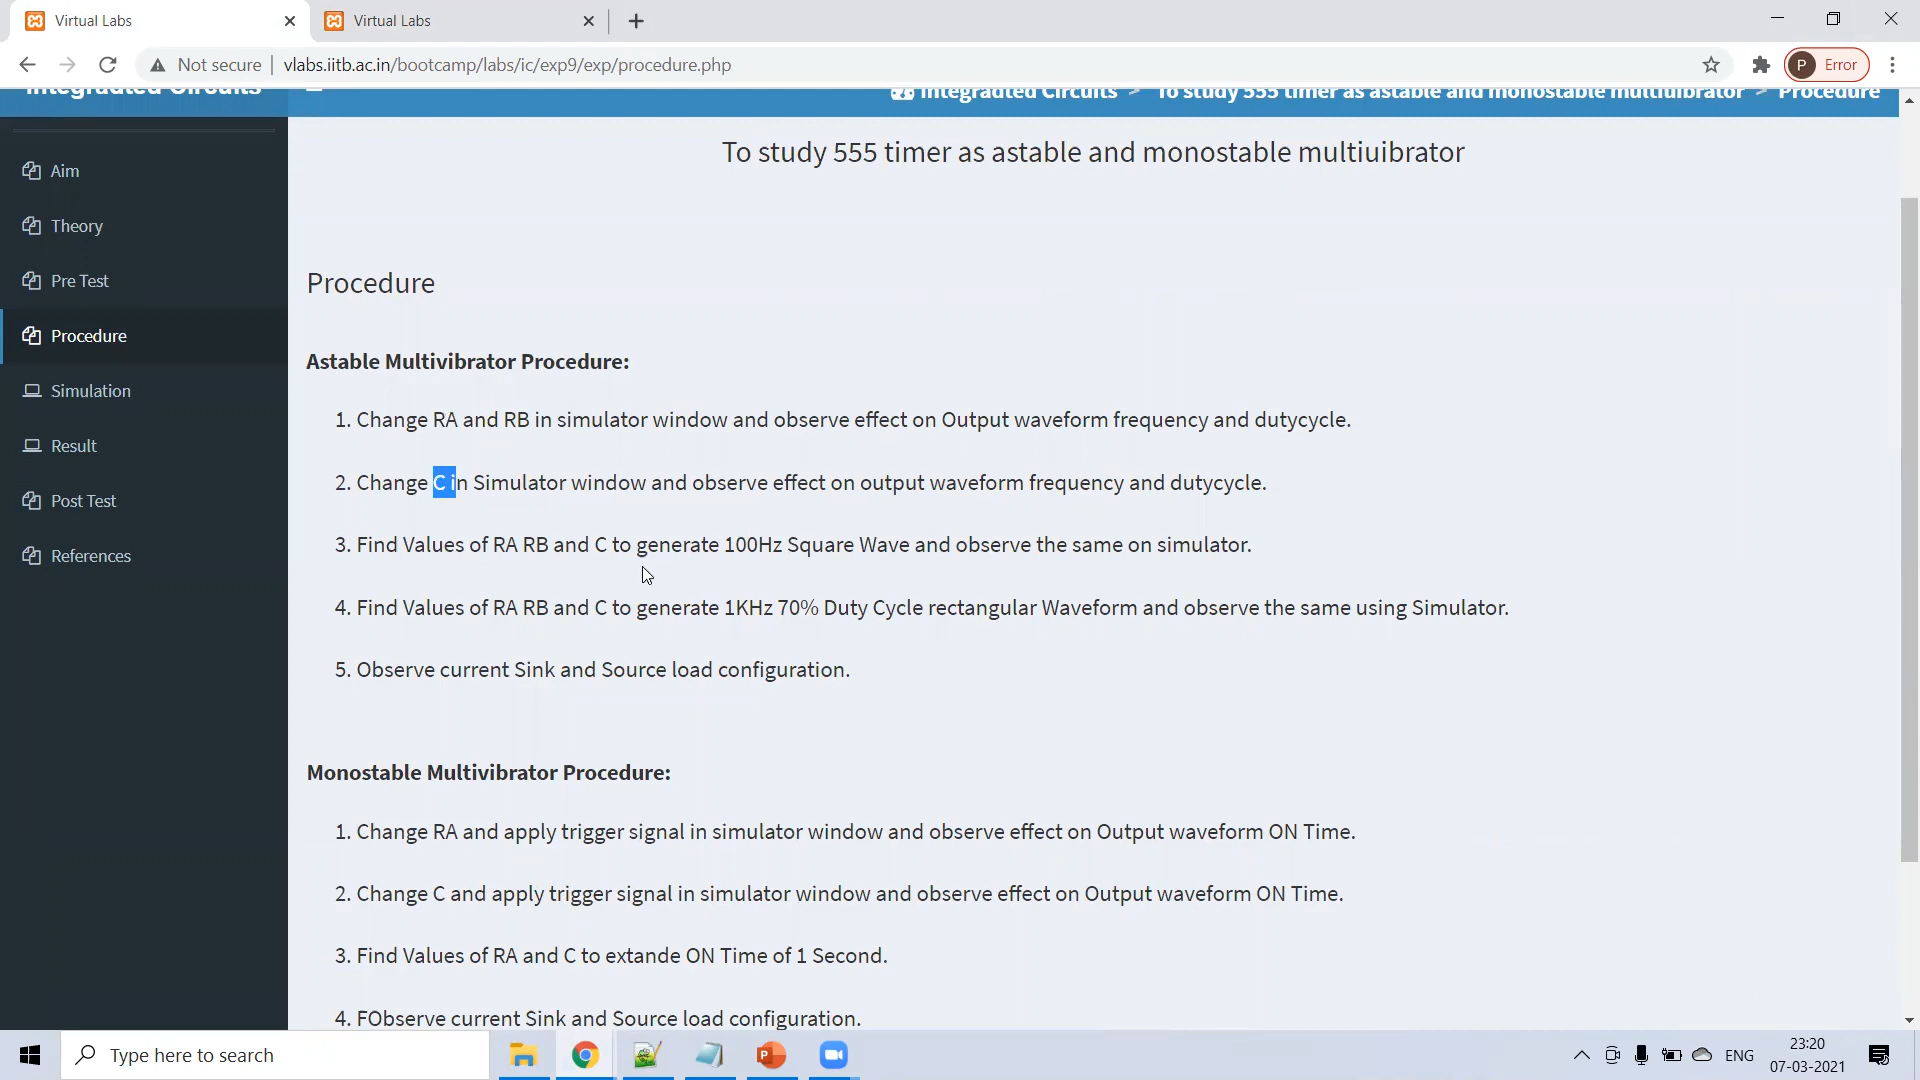 Virtual Labs
Virtual Labs
Not secure
vlabs.iitb.ac.in/bootcamp/labs/ic/exp9/exp/procedure.php
P Error
Integradted Circuits
Integradted Circuits > To study 555 timer as astable and monostable multiuibrator > Procedure
To study 555 timer as astable and monostable multiuibrator
Aim
Theory
Pre Test
Procedure
Simulation
Result
Post Test
References
Procedure
Astable Multivibrator Procedure:
1. Change RA and RB in simulator window and observe effect on Output waveform frequency and dutycycle.
2. Change C in Simulator window and observe effect on output waveform frequency and dutycycle.
3. Find Values of RA RB and C to generate 100Hz Square Wave and observe the same on simulator.
4. Find Values of RA RB and C to generate 1KHz 70% Duty Cycle rectangular Waveform and observe the same using Simulator.
5. Observe current Sink and Source load configuration.
Monostable Multivibrator Procedure:
1. Change RA and apply trigger signal in simulator window and observe effect on Output waveform ON Time.
2. Change C and apply trigger signal in simulator window and observe effect on Output waveform ON Time.
3. Find Values of RA and C to extande ON Time of 1 Second.
4. FObserve current Sink and Source load configuration.
Type here to search
ENG
23:20
07-03-2021